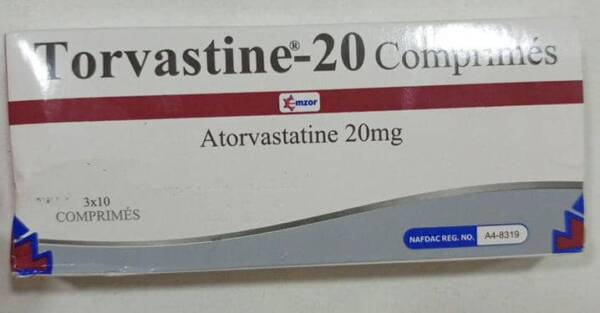 Torvastine®-20 Comprimés
Emzor
Atorvastatine 20mg
3x10
COMPRIMÉS
NAFDAC REG. NO. A4-8319